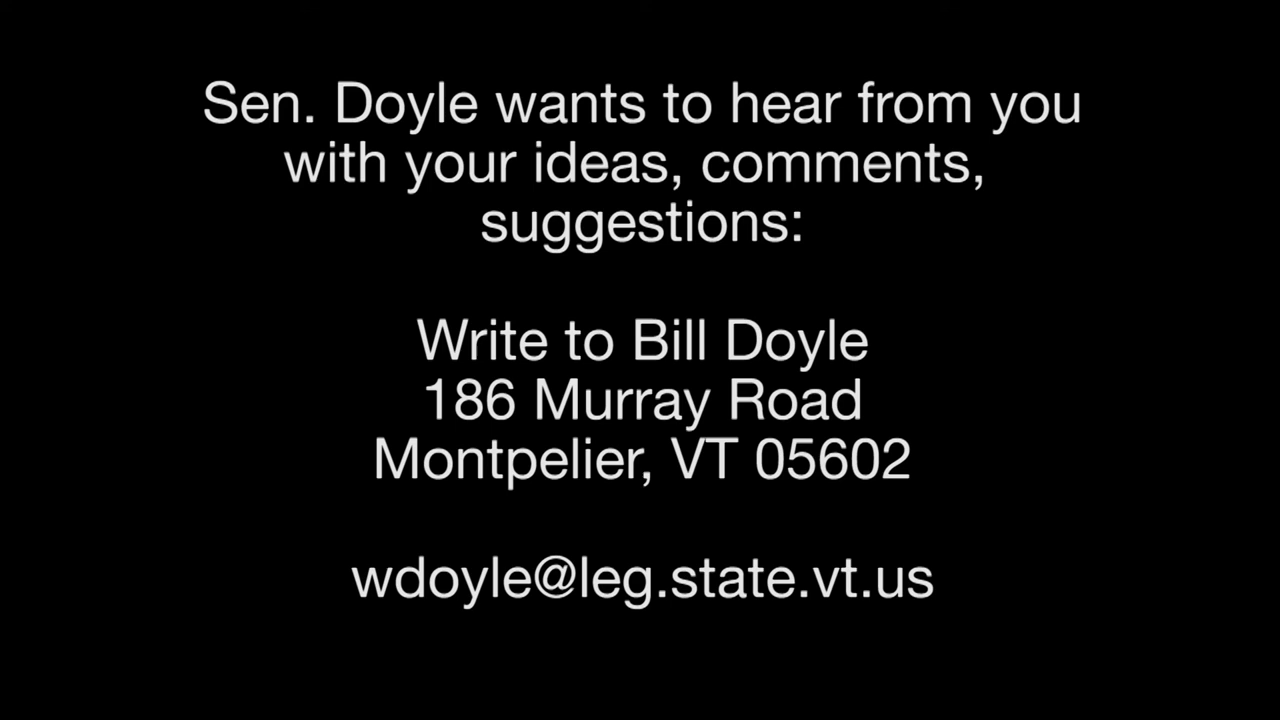 Sen. Doyle wants to hear from you
with your ideas, comments,
suggestions:
Write to Bill Doyle
186 Murray Road
Montpelier, VT 05602
wdoyle@leg.state.vt.us